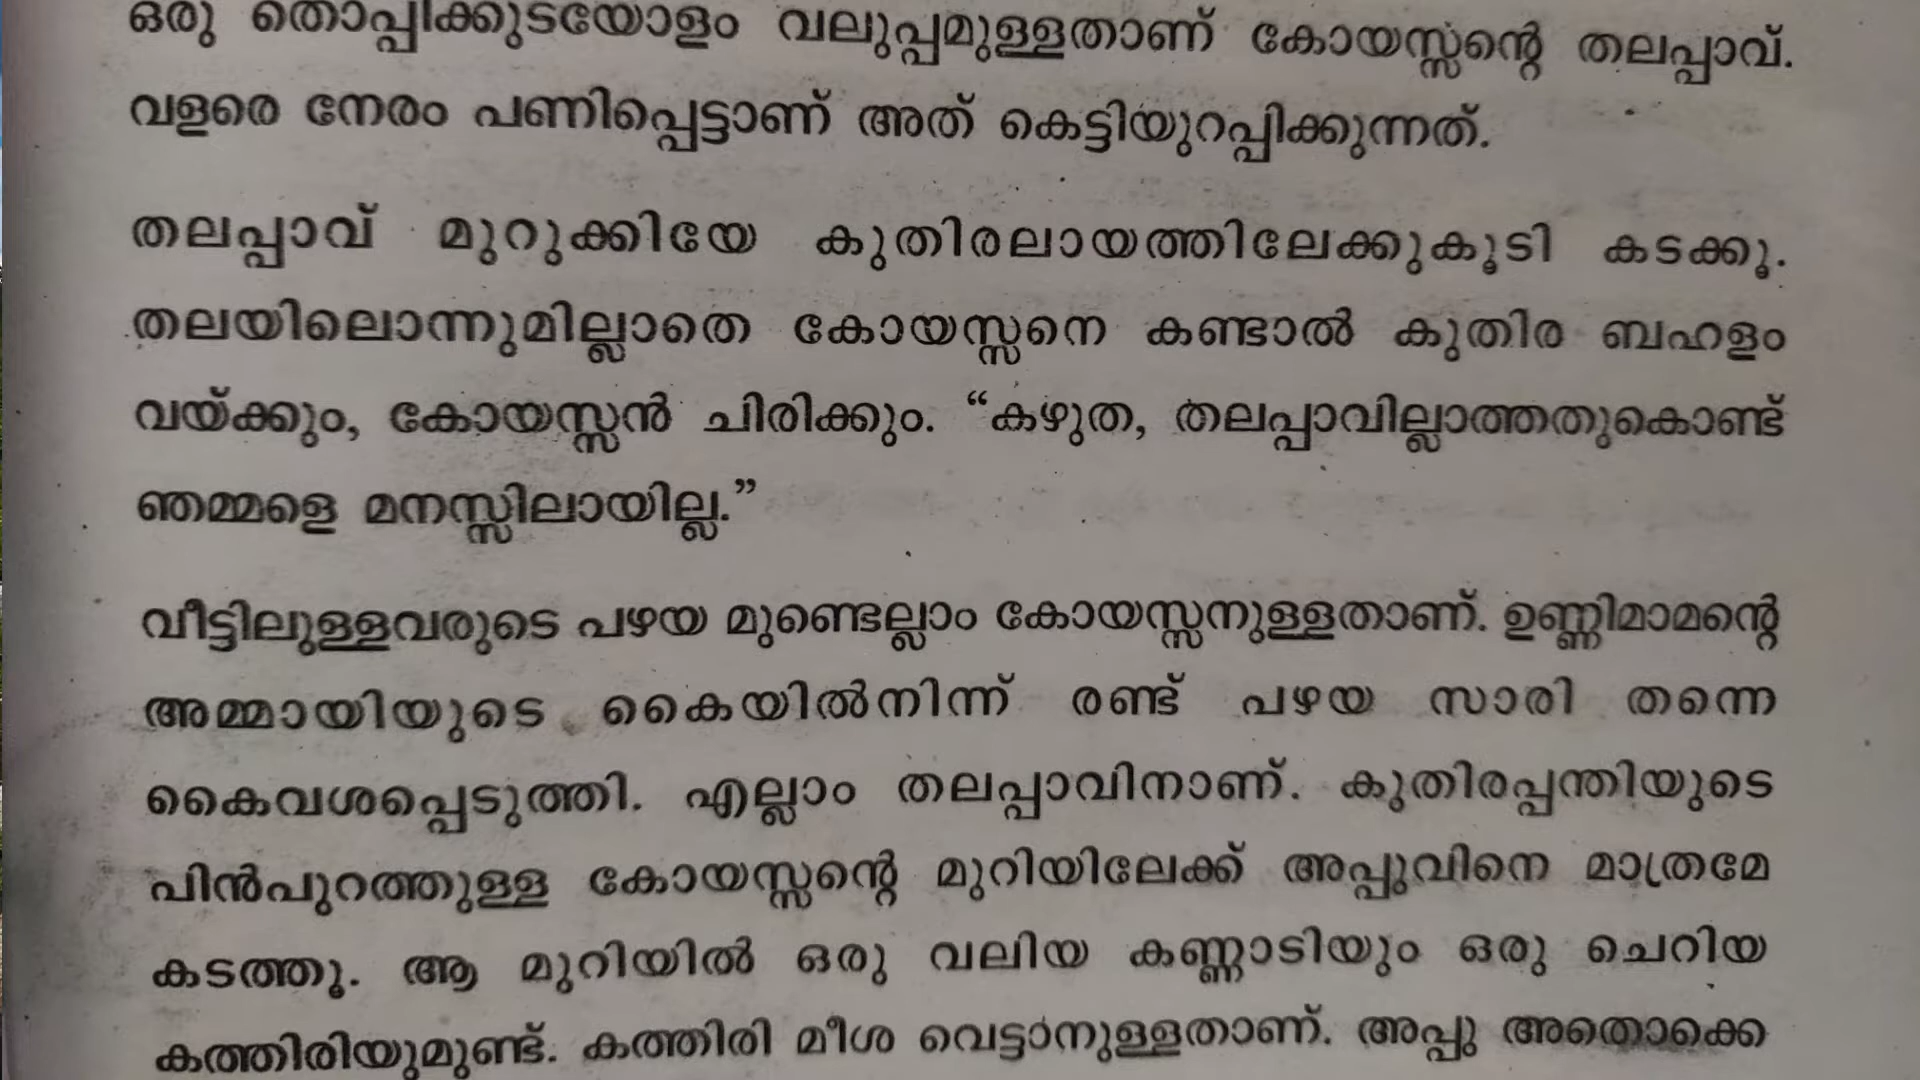 ഒരു തൊപ്പിക്കുടയോളം വലുപ്പമുള്ളതാണ് കോയസ്സന്റെ തലപ്പാവ്.
വളരെ നേരം പണിപ്പെട്ടാണ് അത് കെട്ടിയുറപ്പിക്കുന്നത്.
തലപ്പാവ് മുറുക്കിയേ കുതിരലായത്തിലേക്കുകൂടി കടക്കൂ.
തലയിലൊന്നുമില്ലാതെ കോയസ്സനെ കണ്ടാൽ കുതിര ബഹളം
വയ്ക്കും, കോയസ്സൻ ചിരിക്കും. “കഴുത, തലപ്പാവില്ലാത്തതുകൊണ്ട്
ഞമ്മളെ മനസ്സിലായില്ല.”
വീട്ടിലുള്ളവരുടെ പഴയ മുണ്ടെല്ലാം കോയസ്സനുള്ളതാണ്. ഉണ്ണിമാമന്റെ
അമ്മായിയുടെ കൈയിൽനിന്ന് രണ്ട് പഴയ സാരി തന്നെ
കൈവശപ്പെടുത്തി. എല്ലാം തലപ്പാവിനാണ്. കുതിരപ്പന്തിയുടെ
പിൻപുറത്തുള്ള കോയസ്സന്റെ മുറിയിലേക്ക് അപ്പുവിനെ മാത്രമേ
കടത്തൂ. ആ മുറിയിൽ ഒരു വലിയ കണ്ണാടിയും ഒരു ചെറിയ
കത്തിരിയുമുണ്ട്. കത്തിരി മീശ വെട്ടാനുള്ളതാണ്. അപ്പു അതൊക്കെ